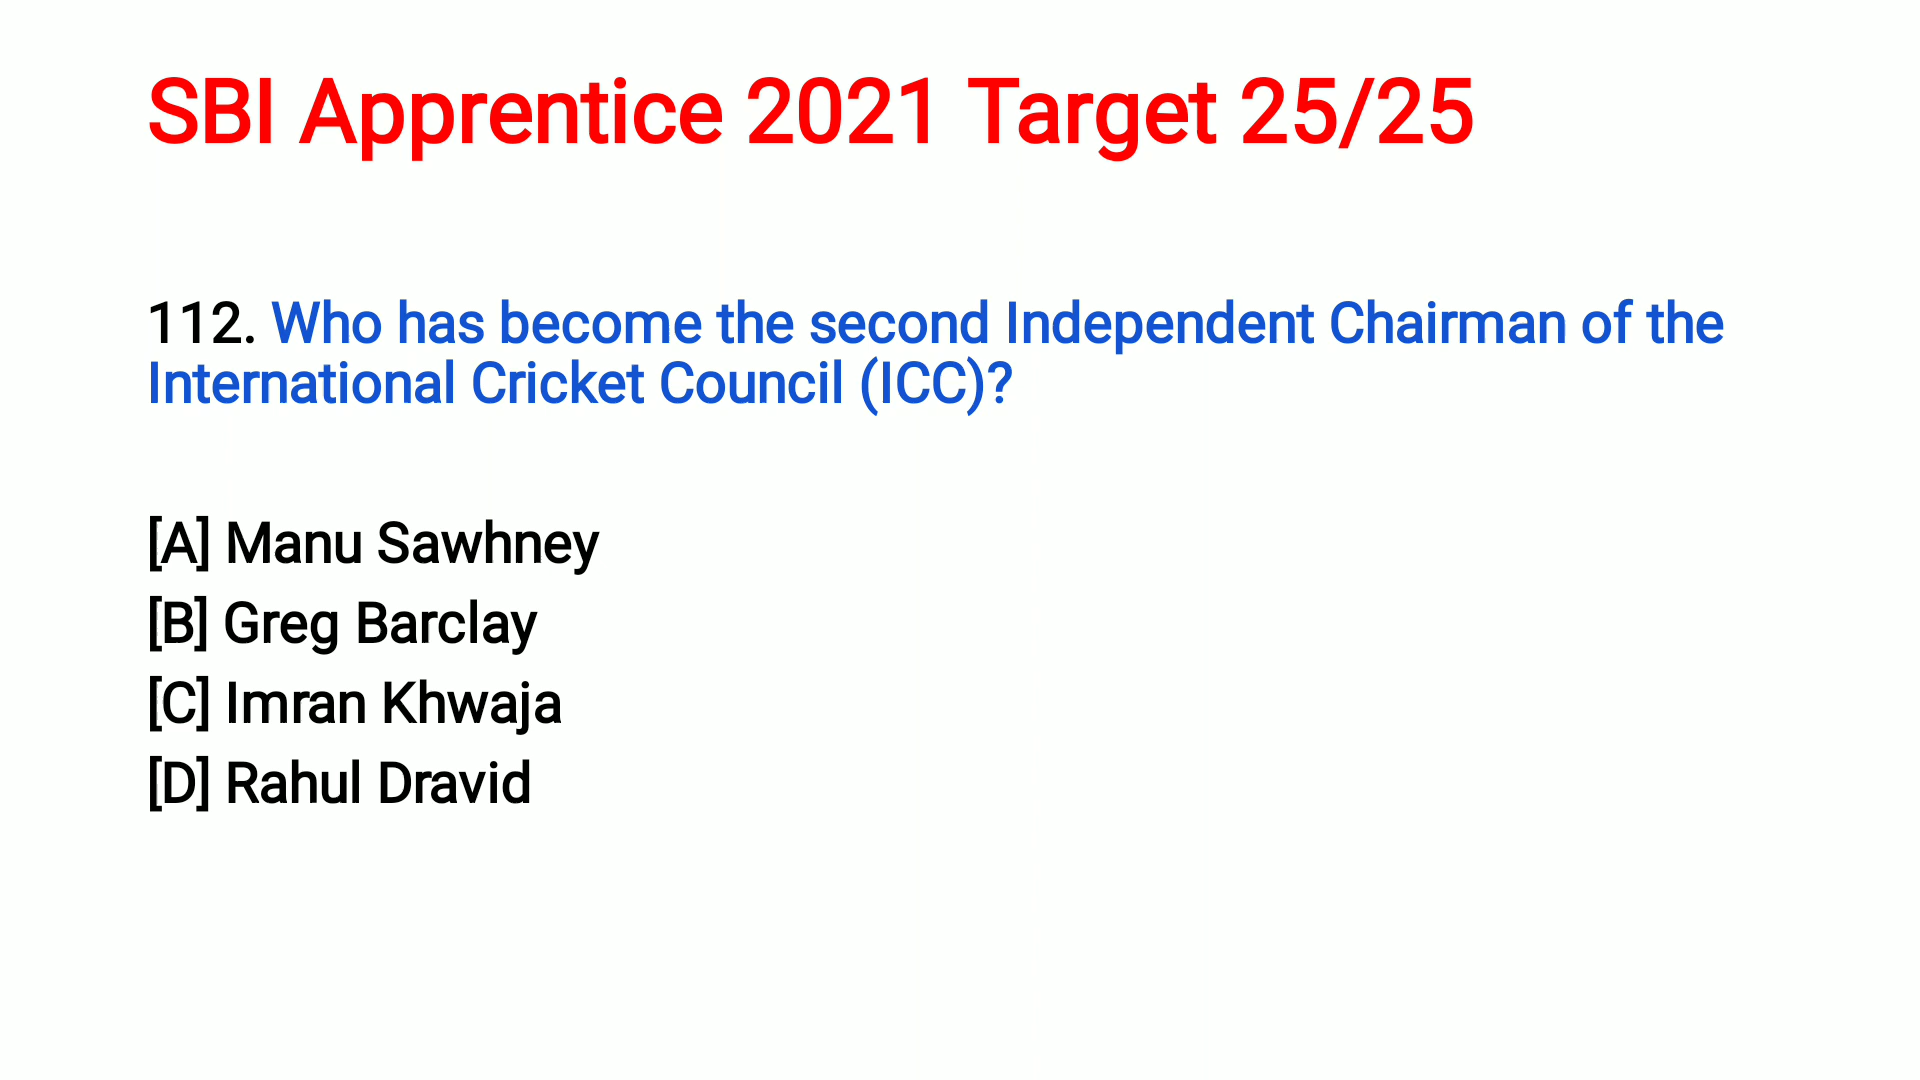 SBI Apprentice 2021 Target 25/25
112. Who has become the second Independent Chairman of the
International Cricket Council (ICC)?
[A] Manu Sawhney
[B] Greg Barclay
[C] Imran Khwaja
[D] Rahul Dravid